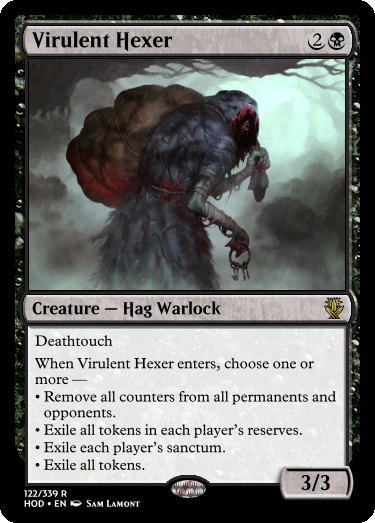 Virulent Hexer 2
Creature — Hag Warlock
Deathtouch
When Virulent Hexer enters, choose one or
more —
• Remove all counters from all permanents and
opponents.
• Exile all tokens in each player's reserves.
• Exile each player's sanctum.
• Exile all tokens.
3/3
122/339 R
HOD • EN SAM LAMONT